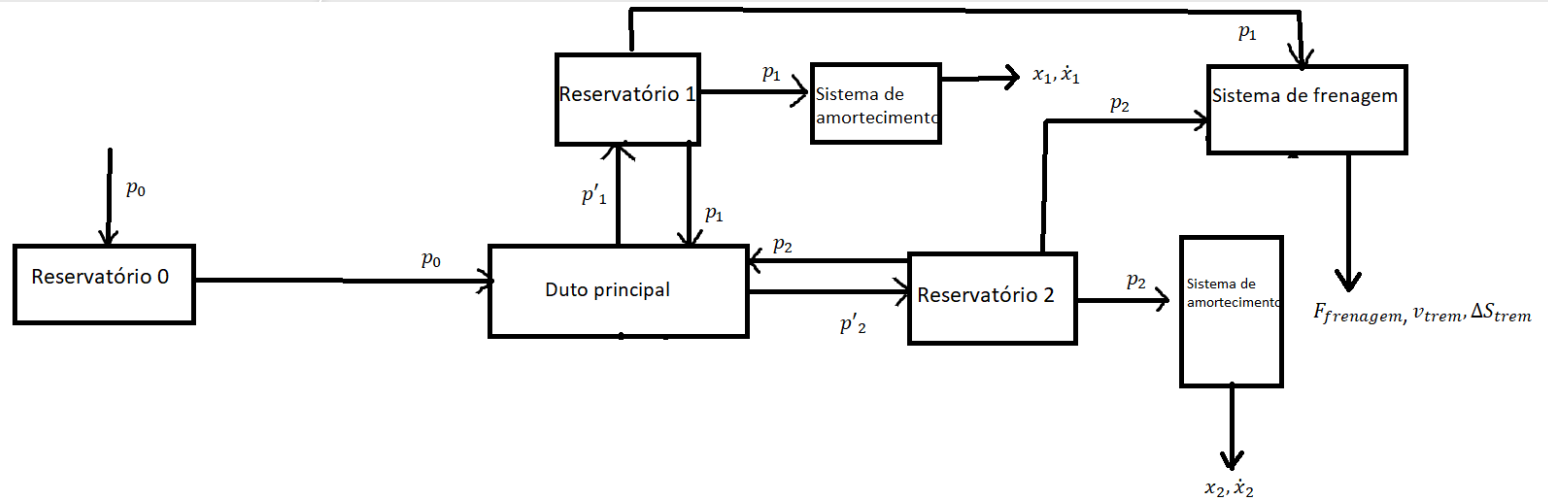 p₁
Reservatório 1
p₁
Sistema de
amortecimento
x₁, ẋ₁
Sistema de frenagem
p₂
p₀
p'₁
p₁
Reservatório 0
p₀
Duto principal
p₂
p'₂
Reservatório 2
p₂
Sistema de
amortecimento
F_frenagem, v_trem, ΔS_trem
x₂, ẋ₂